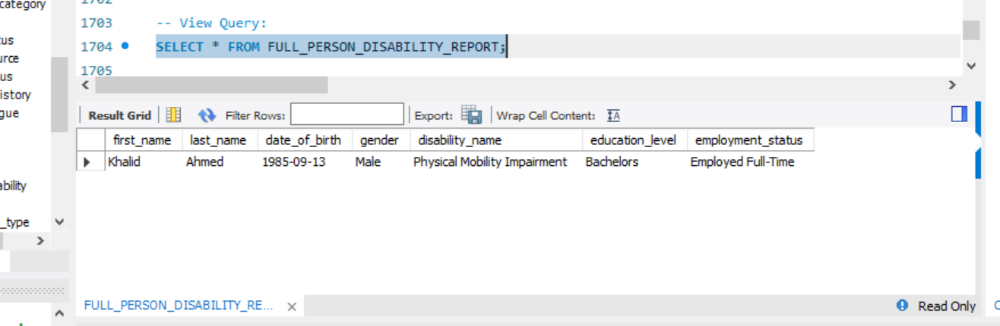 category
tus
urce
us
istory
gue
ability
_type
1702
1703 -- View Query:
1704 SELECT * FROM FULL_PERSON_DISABILITY_REPORT;
1705
Result Grid Filter Rows: Export: Wrap Cell Content: IA
first_name last_name date_of_birth gender disability_name education_level employment_status
Khalid Ahmed 1985-09-13 Male Physical Mobility Impairment Bachelors Employed Full-Time
FULL_PERSON_DISABILITY_RE... × Read Only